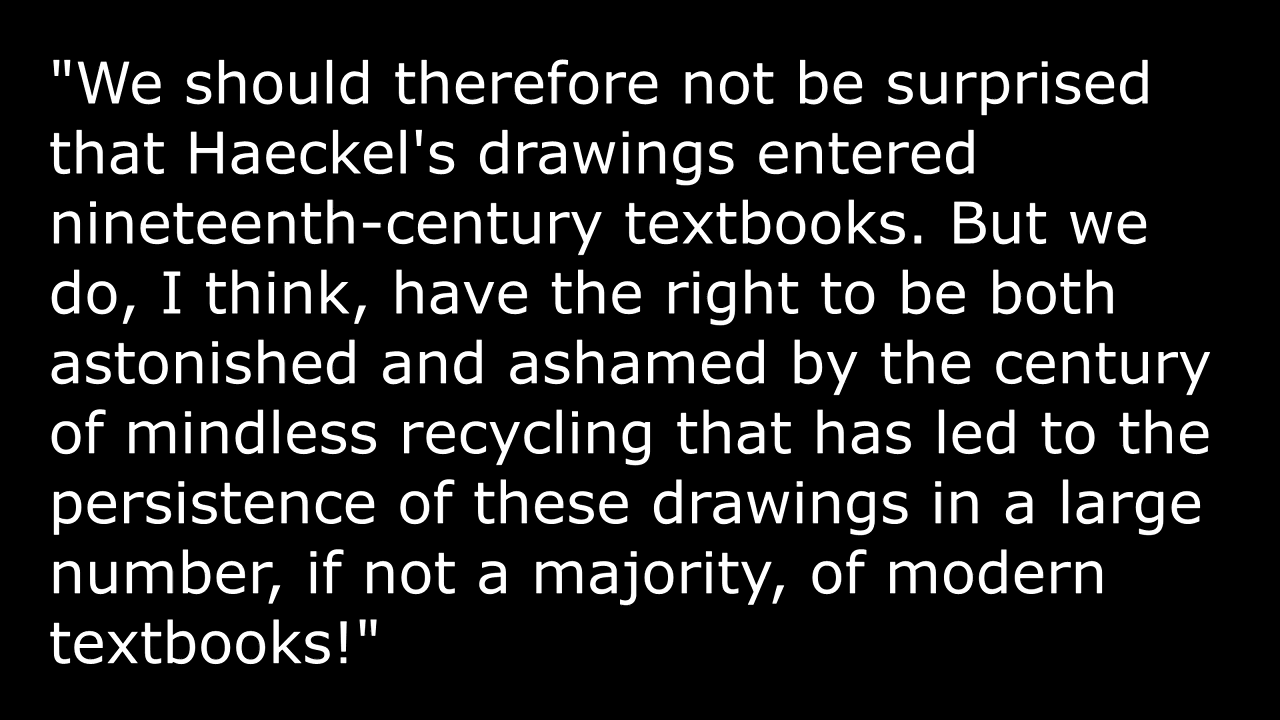 "We should therefore not be surprised
that Haeckel's drawings entered
nineteenth-century textbooks. But we
do, I think, have the right to be both
astonished and ashamed by the century
of mindless recycling that has led to the
persistence of these drawings in a large
number, if not a majority, of modern
textbooks!"